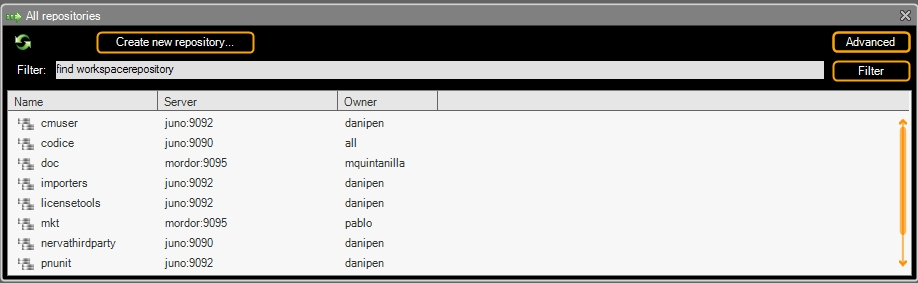 All repositories
Create new repository... Advanced
Filter: find workspacerepository Filter
Name Server Owner
cmuser juno:9092 danipen
codice juno:9090 all
doc mordor:9095 mquintanilla
importers juno:9092 danipen
licensetools juno:9092 danipen
mkt mordor:9095 pablo
nervathirdparty juno:9090 danipen
pnunit juno:9092 danipen